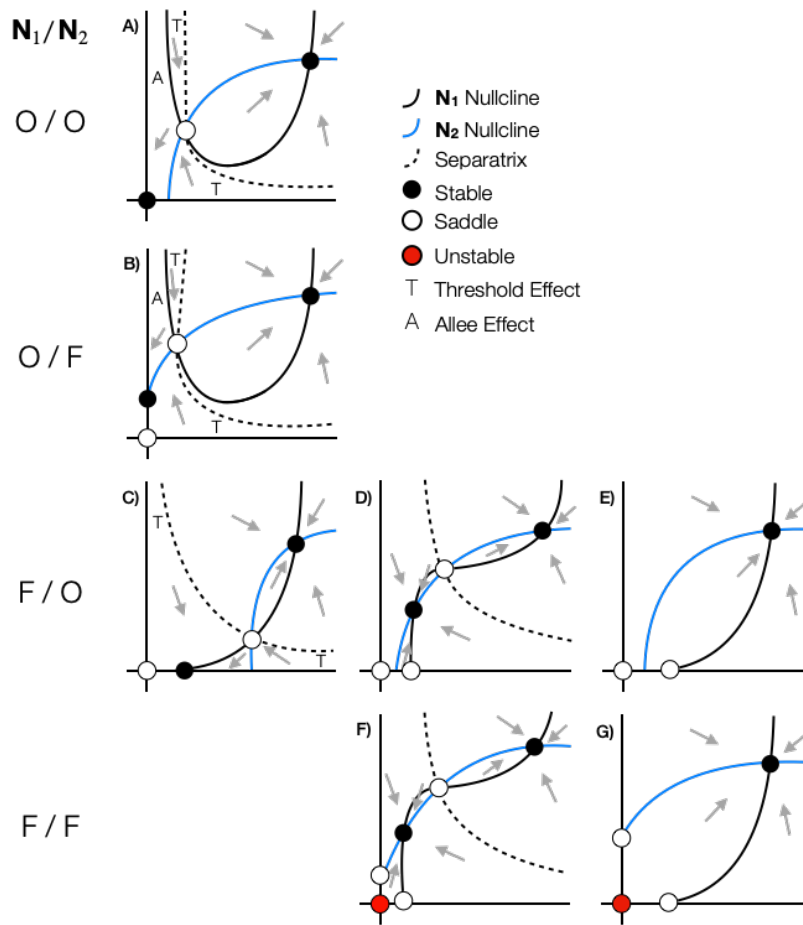 N₁/N₂
A)
T
A
T
O / O
N₁ Nullcline
N₂ Nullcline
Separatrix
Stable
Saddle
Unstable
T Threshold Effect
A Allee Effect
B)
T
A
T
O / F
C)
T
T
D)
E)
F / O
F)
G)
F / F